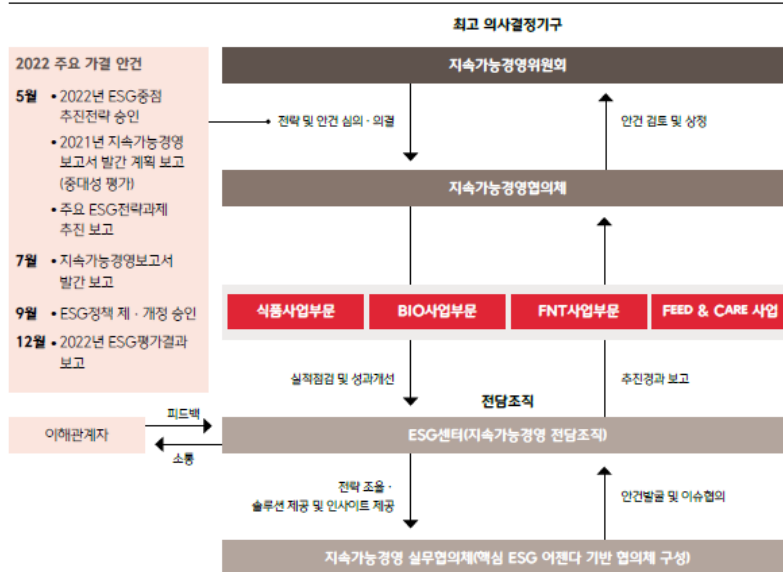 최고 의사결정기구
2022 주요 가결 안건
5월 • 2022년 ESG중점
추진전략 승인
• 2021년 지속가능경영
보고서 발간 계획 보고
(중대성 평가)
• 주요 ESG전략과제
추진 보고
7월 • 지속가능경영보고서
발간 보고
9월 • ESG정책 제 · 개정 승인
12월 • 2022년 ESG평가결과
보고
지속가능경영위원회
전략 및 안건 심의 · 의결
안건 검토 및 상정
지속가능경영협의체
식품사업부문
BIO사업부문
FNT사업부문
FEED & CARE 사업
실적점검 및 성과개선
추진경과 보고
전담조직
이해관계자
피드백
소통
ESG센터(지속가능경영 전담조직)
전략 조율 ·
솔루션 제공 및 인사이트 제공
안건발굴 및 이슈협의
지속가능경영 실무협의체(핵심 ESG 어젠다 기반 협의체 구성)